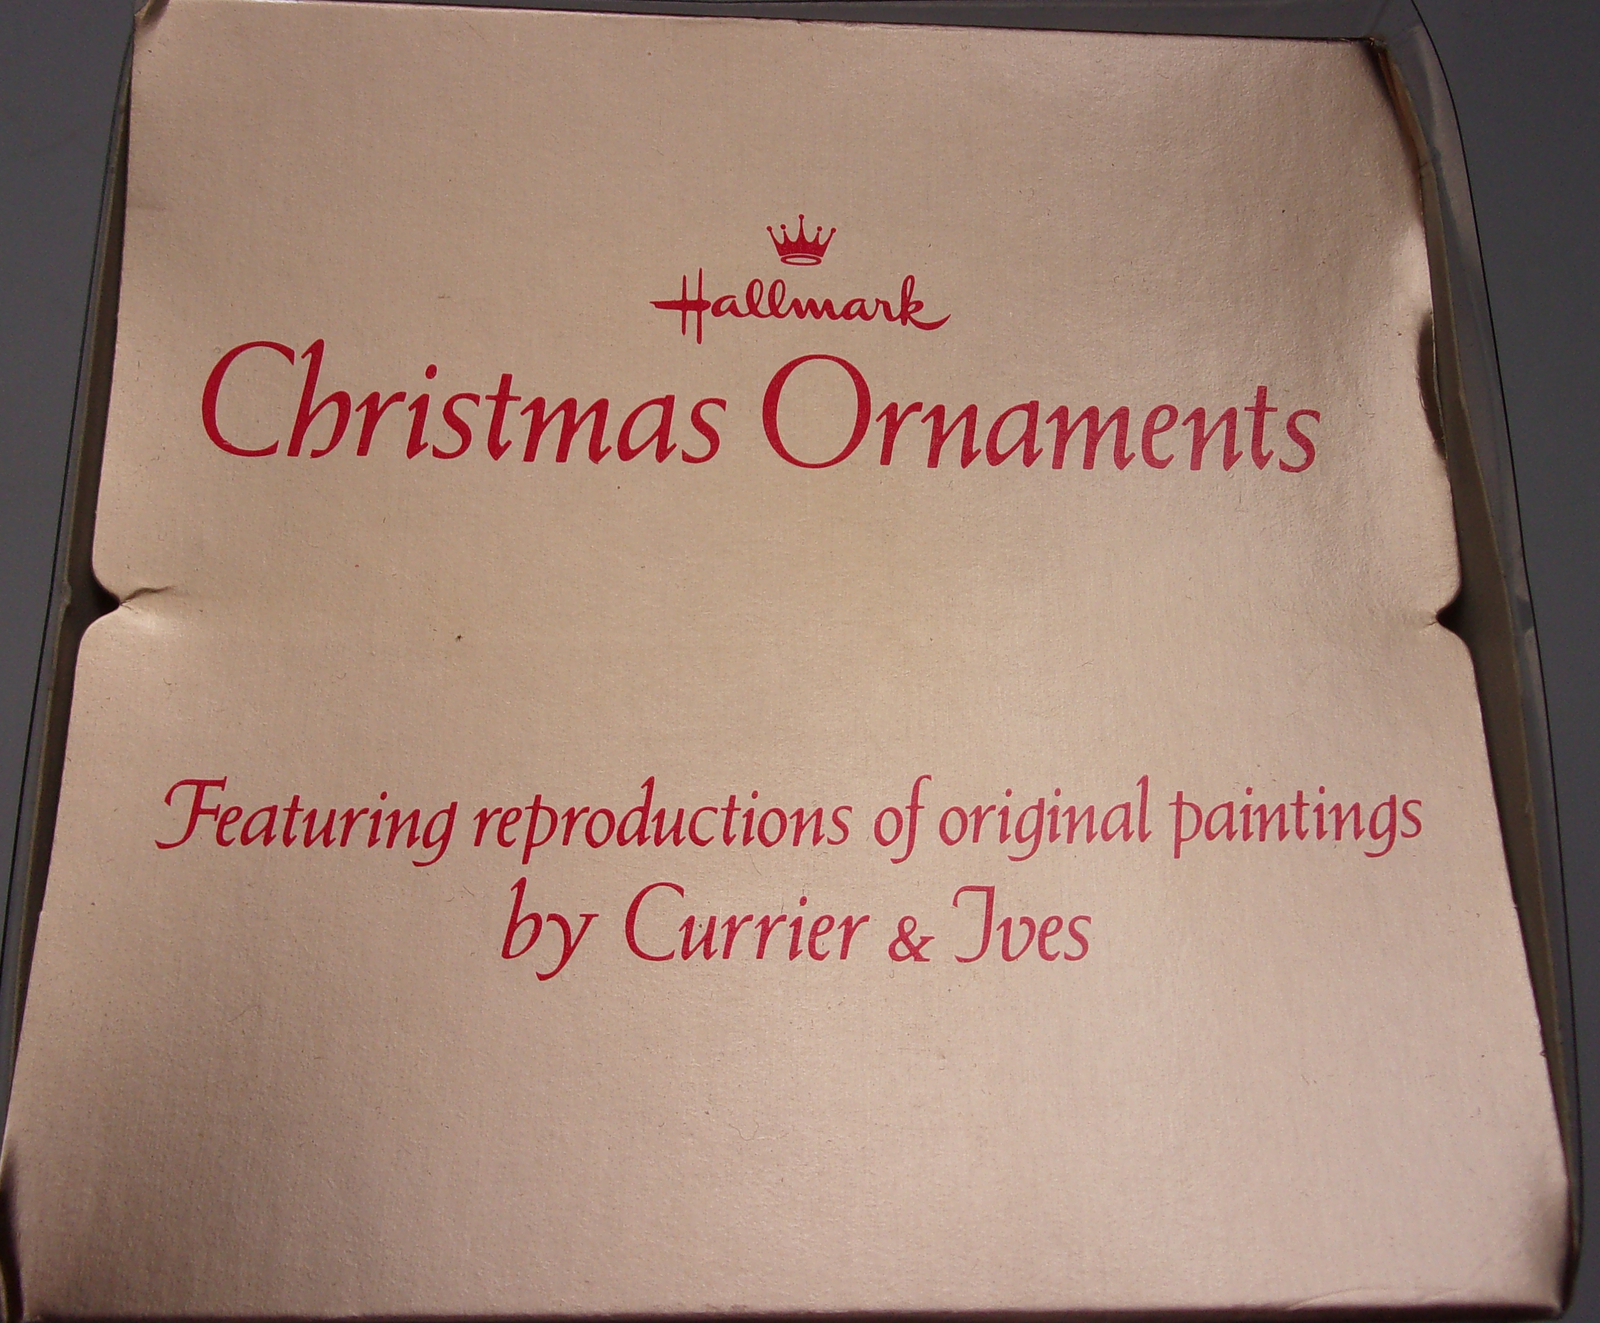 Hallmark
Christmas Ornaments
Featuring reproductions of original paintings
by Currier & Ives